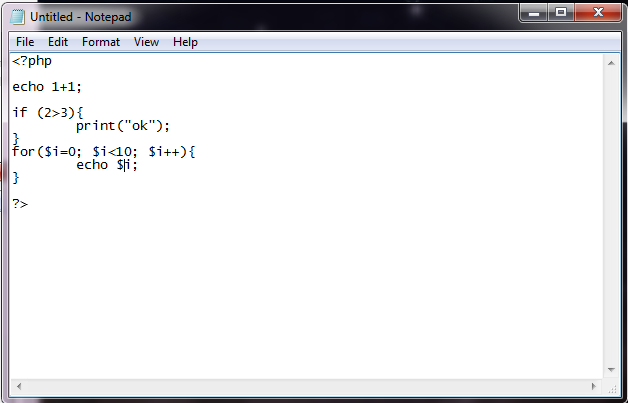 Untitled - Notepad
File Edit Format View Help
<?php

echo 1+1;

if (2>3){
        print("ok");
}
for($i=0; $i<10; $i++){
        echo $i;
}

?>